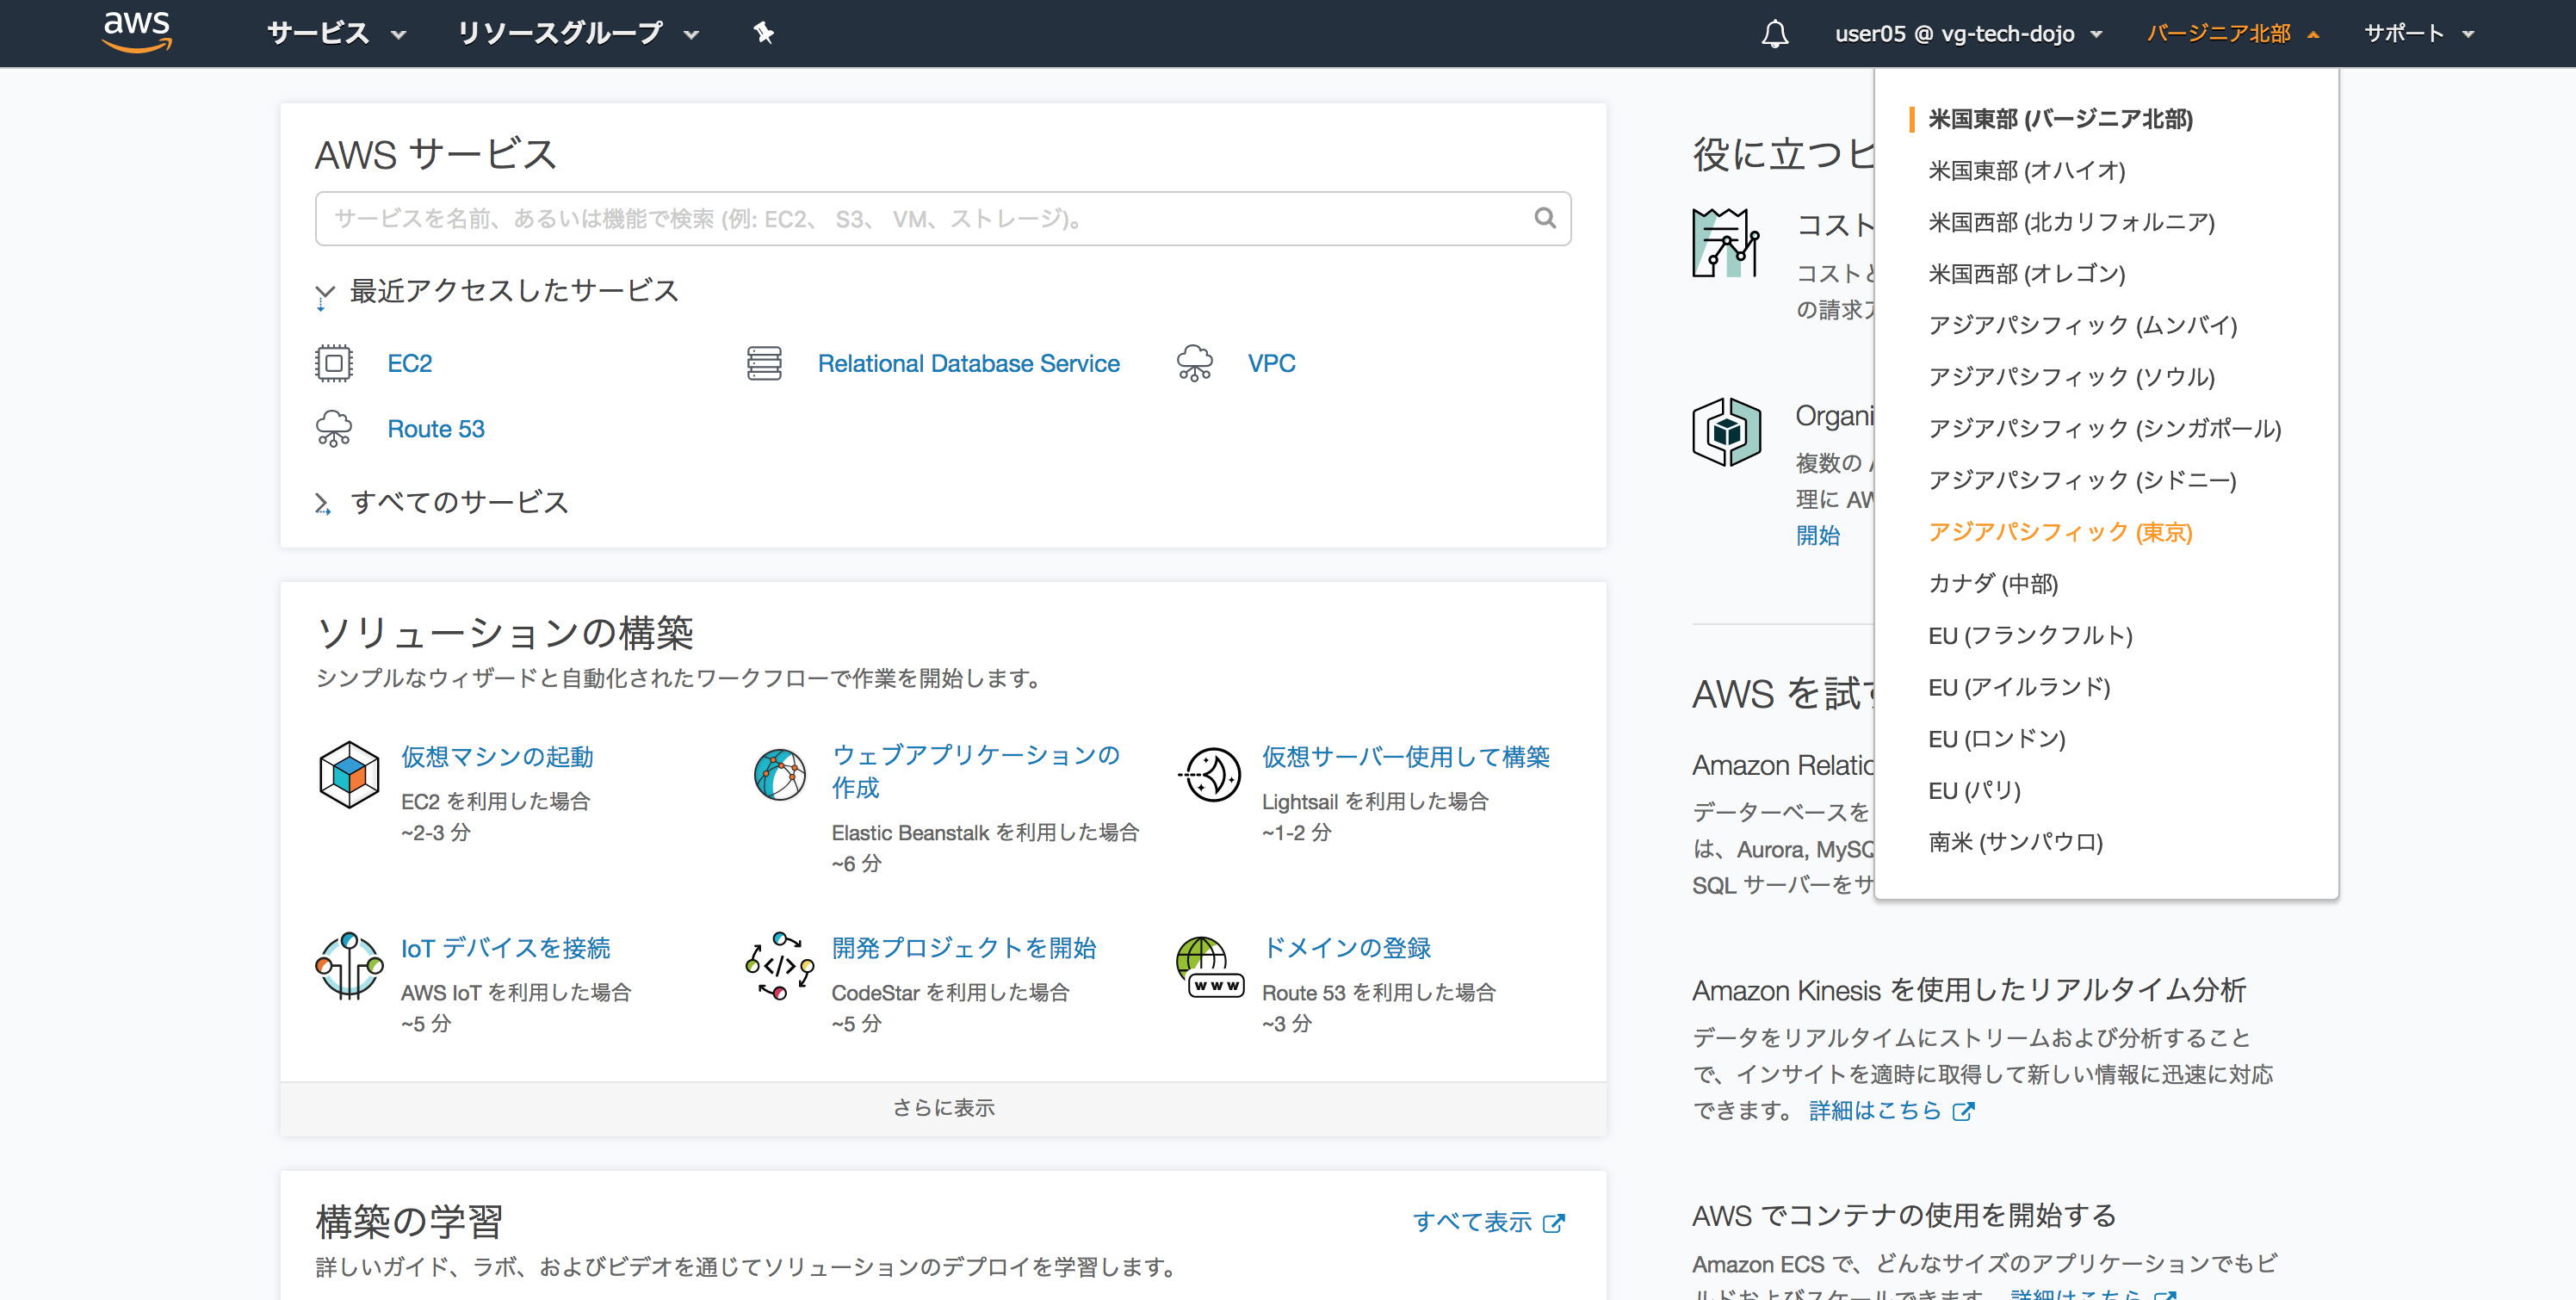 aws
サービス
リソースグループ
user05 @ vg-tech-dojo
バージニア北部
サポート
AWS サービス
サービスを名前、あるいは機能で検索 (例: EC2、 S3、 VM、ストレージ)。
最近アクセスしたサービス
EC2
Relational Database Service
VPC
Route 53
すべてのサービス
ソリューションの構築
シンプルなウィザードと自動化されたワークフローで作業を開始します。
仮想マシンの起動
EC2 を利用した場合
~2-3 分
ウェブアプリケーションの
作成
Elastic Beanstalk を利用した場合
~6 分
仮想サーバー使用して構築
Lightsail を利用した場合
~1-2 分
IoT デバイスを接続
AWS IoT を利用した場合
~5 分
開発プロジェクトを開始
CodeStar を利用した場合
~5 分
WWW
ドメインの登録
Route 53 を利用した場合
~3 分
さらに表示
構築の学習
すべて表示
詳しいガイド、ラボ、およびビデオを通じてソリューションのデプロイを学習します。
役に立つヒ
コスト
コストと
の請求ア
Organi
複数の
理に AW
開始
AWS を試す
Amazon Relatio
データーベースを
は、Aurora, MySQ
SQL サーバーをサ
Amazon Kinesis を使用したリアルタイム分析
データをリアルタイムにストリームおよび分析すること
で、インサイトを適時に取得して新しい情報に迅速に対応
できます。 詳細はこちら
AWS でコンテナの使用を開始する
Amazon ECS で、どんなサイズのアプリケーションでもビ
ルドおよびスケールできます。 詳細はこちら
米国東部 (バージニア北部)
米国東部 (オハイオ)
米国西部 (北カリフォルニア)
米国西部 (オレゴン)
アジアパシフィック (ムンバイ)
アジアパシフィック (ソウル)
アジアパシフィック (シンガポール)
アジアパシフィック (シドニー)
アジアパシフィック (東京)
カナダ (中部)
EU (フランクフルト)
EU (アイルランド)
EU (ロンドン)
EU (パリ)
南米 (サンパウロ)